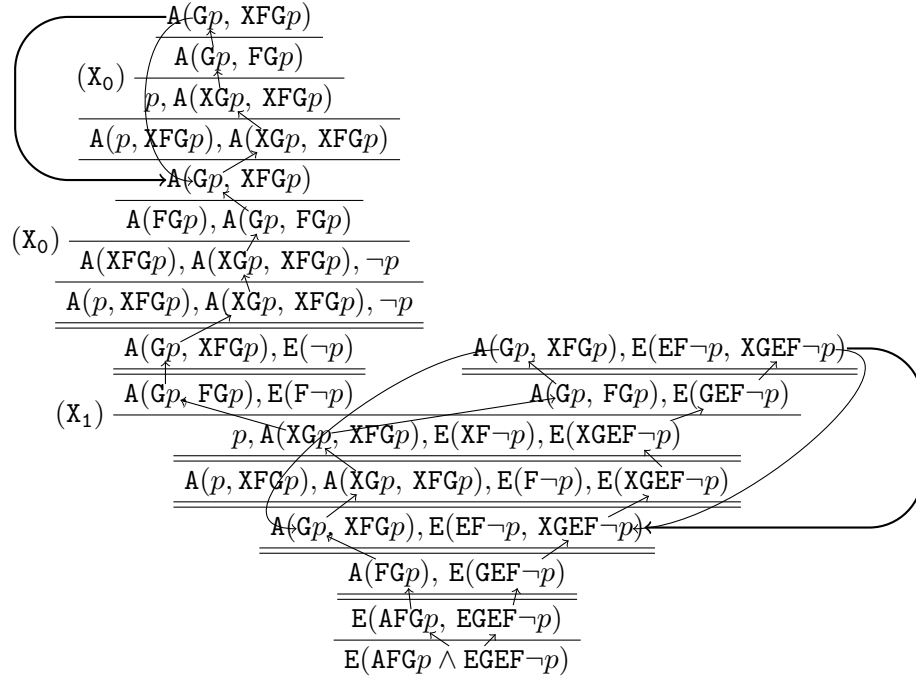 A(Gp, XFGp)
A(Gp, FGp)
(X₀)
p, A(XGp, XFGp)
A(p, XFGp), A(XGp, XFGp)
A(Gp, XFGp)
A(FGp), A(Gp, FGp)
(X₀)
A(XFGp), A(XGp, XFGp), ¬p
A(p, XFGp), A(XGp, XFGp), ¬p
A(Gp, XFGp), E(¬p) A(Gp, XFGp), E(EF¬p, XGEF¬p)
A(Gp, FGp), E(F¬p) A(Gp, FGp), E(GEF¬p)
(X₁)
p, A(XGp, XFGp), E(XF¬p), E(XGEF¬p)
A(p, XFGp), A(XGp, XFGp), E(F¬p), E(XGEF¬p)
A(Gp, XFGp), E(EF¬p, XGEF¬p)
A(FGp), E(GEF¬p)
E(AFGp, EGEF¬p)
E(AFGp ∧ EGEF¬p)